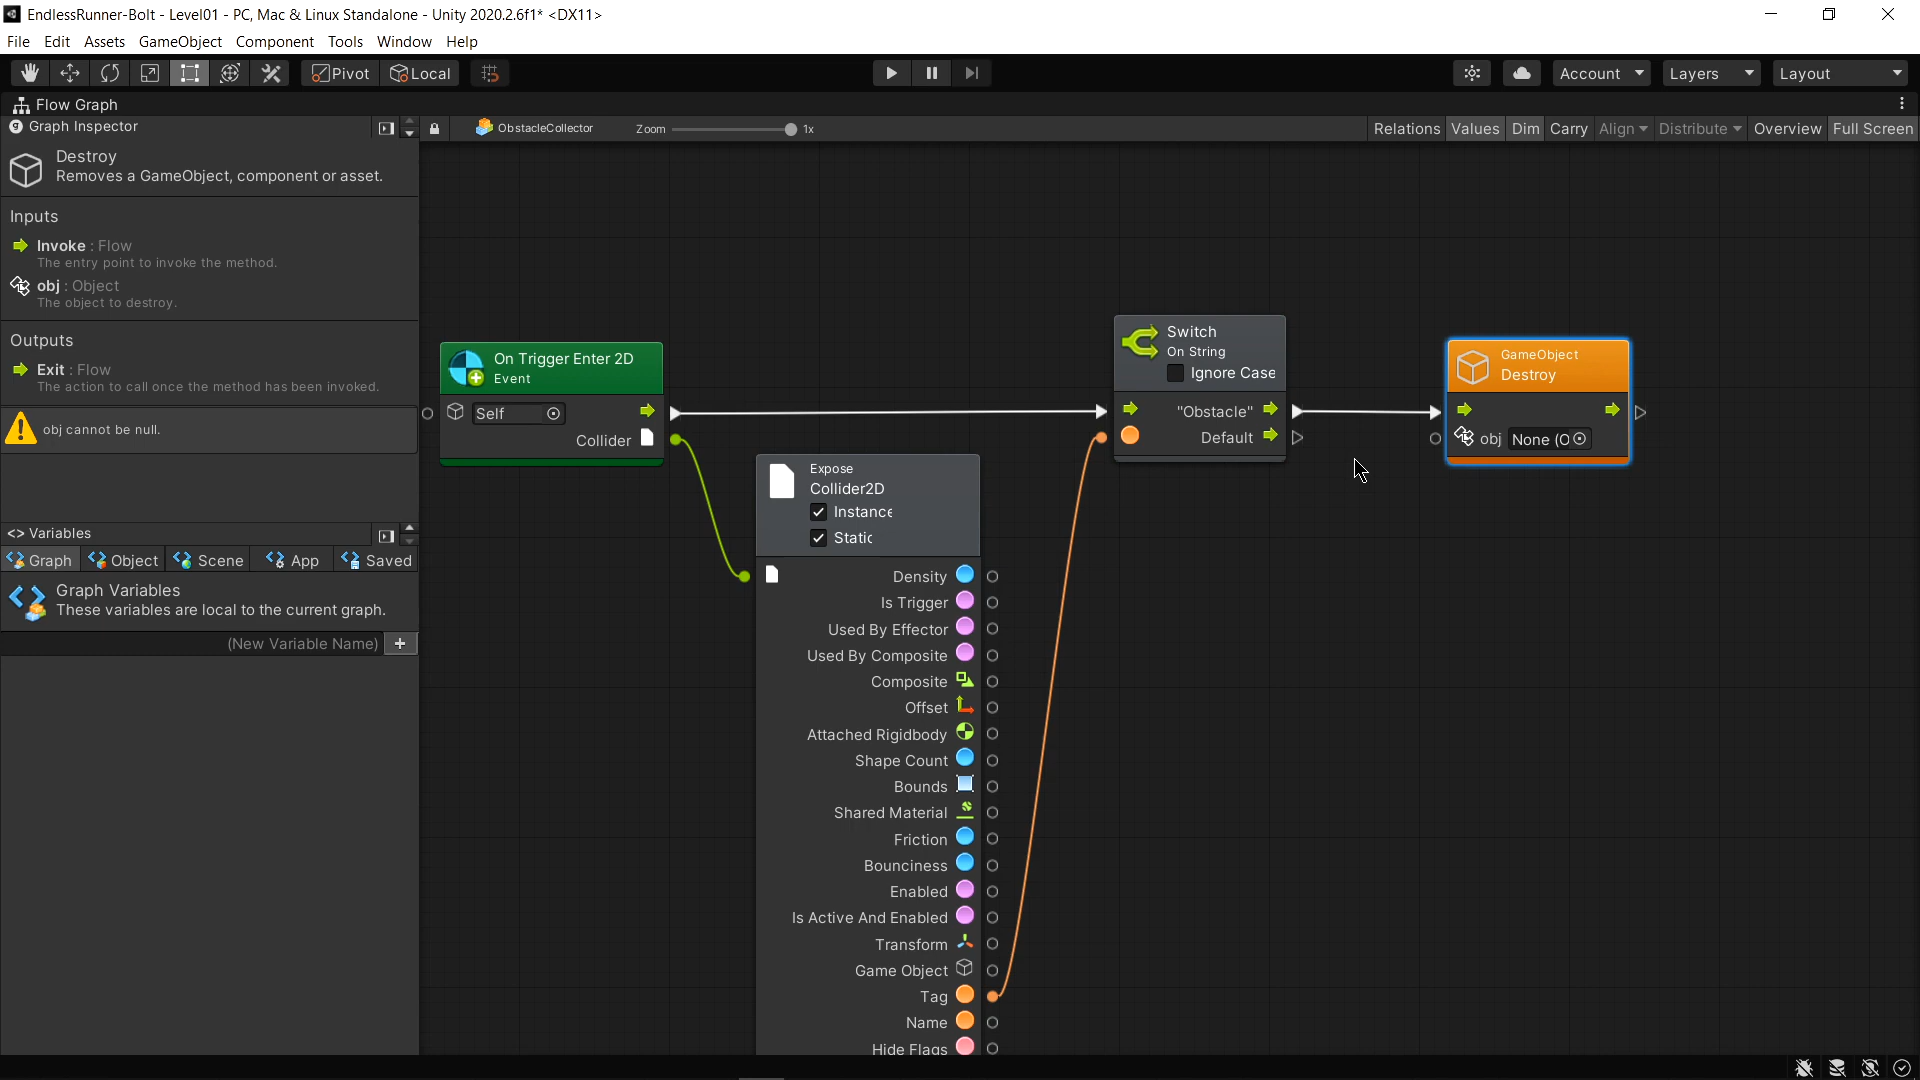 EndlessRunner-Bolt - Level01 - PC, Mac & Linux Standalone - Unity 2020.2.6f1* <DX11>
File Edit Assets GameObject Component Tools Window Help
Pivot Local Account Layers Layout
Flow Graph
Graph Inspector
ObstacleCollector Zoom 1x Relations Values Dim Carry Align Distribute Overview Full Screen
Destroy
Removes a GameObject, component or asset.
Inputs
Invoke : Flow
The entry point to invoke the method.
obj : Object
The object to destroy.
Outputs
Exit : Flow
The action to call once the method has been invoked.
obj cannot be null.
<> Variables
Graph Object Scene App Saved
Graph Variables
These variables are local to the current graph.
(New Variable Name) +
On Trigger Enter 2D
Event
Self
Collider
Expose
Collider2D
Instance
Static
Density
Is Trigger
Used By Effector
Used By Composite
Composite
Offset
Attached Rigidbody
Shape Count
Bounds
Shared Material
Friction
Bounciness
Enabled
Is Active And Enabled
Transform
Game Object
Tag
Name
Hide Flags
Switch
On String
Ignore Case
"Obstacle"
Default
GameObject
Destroy
obj None (O